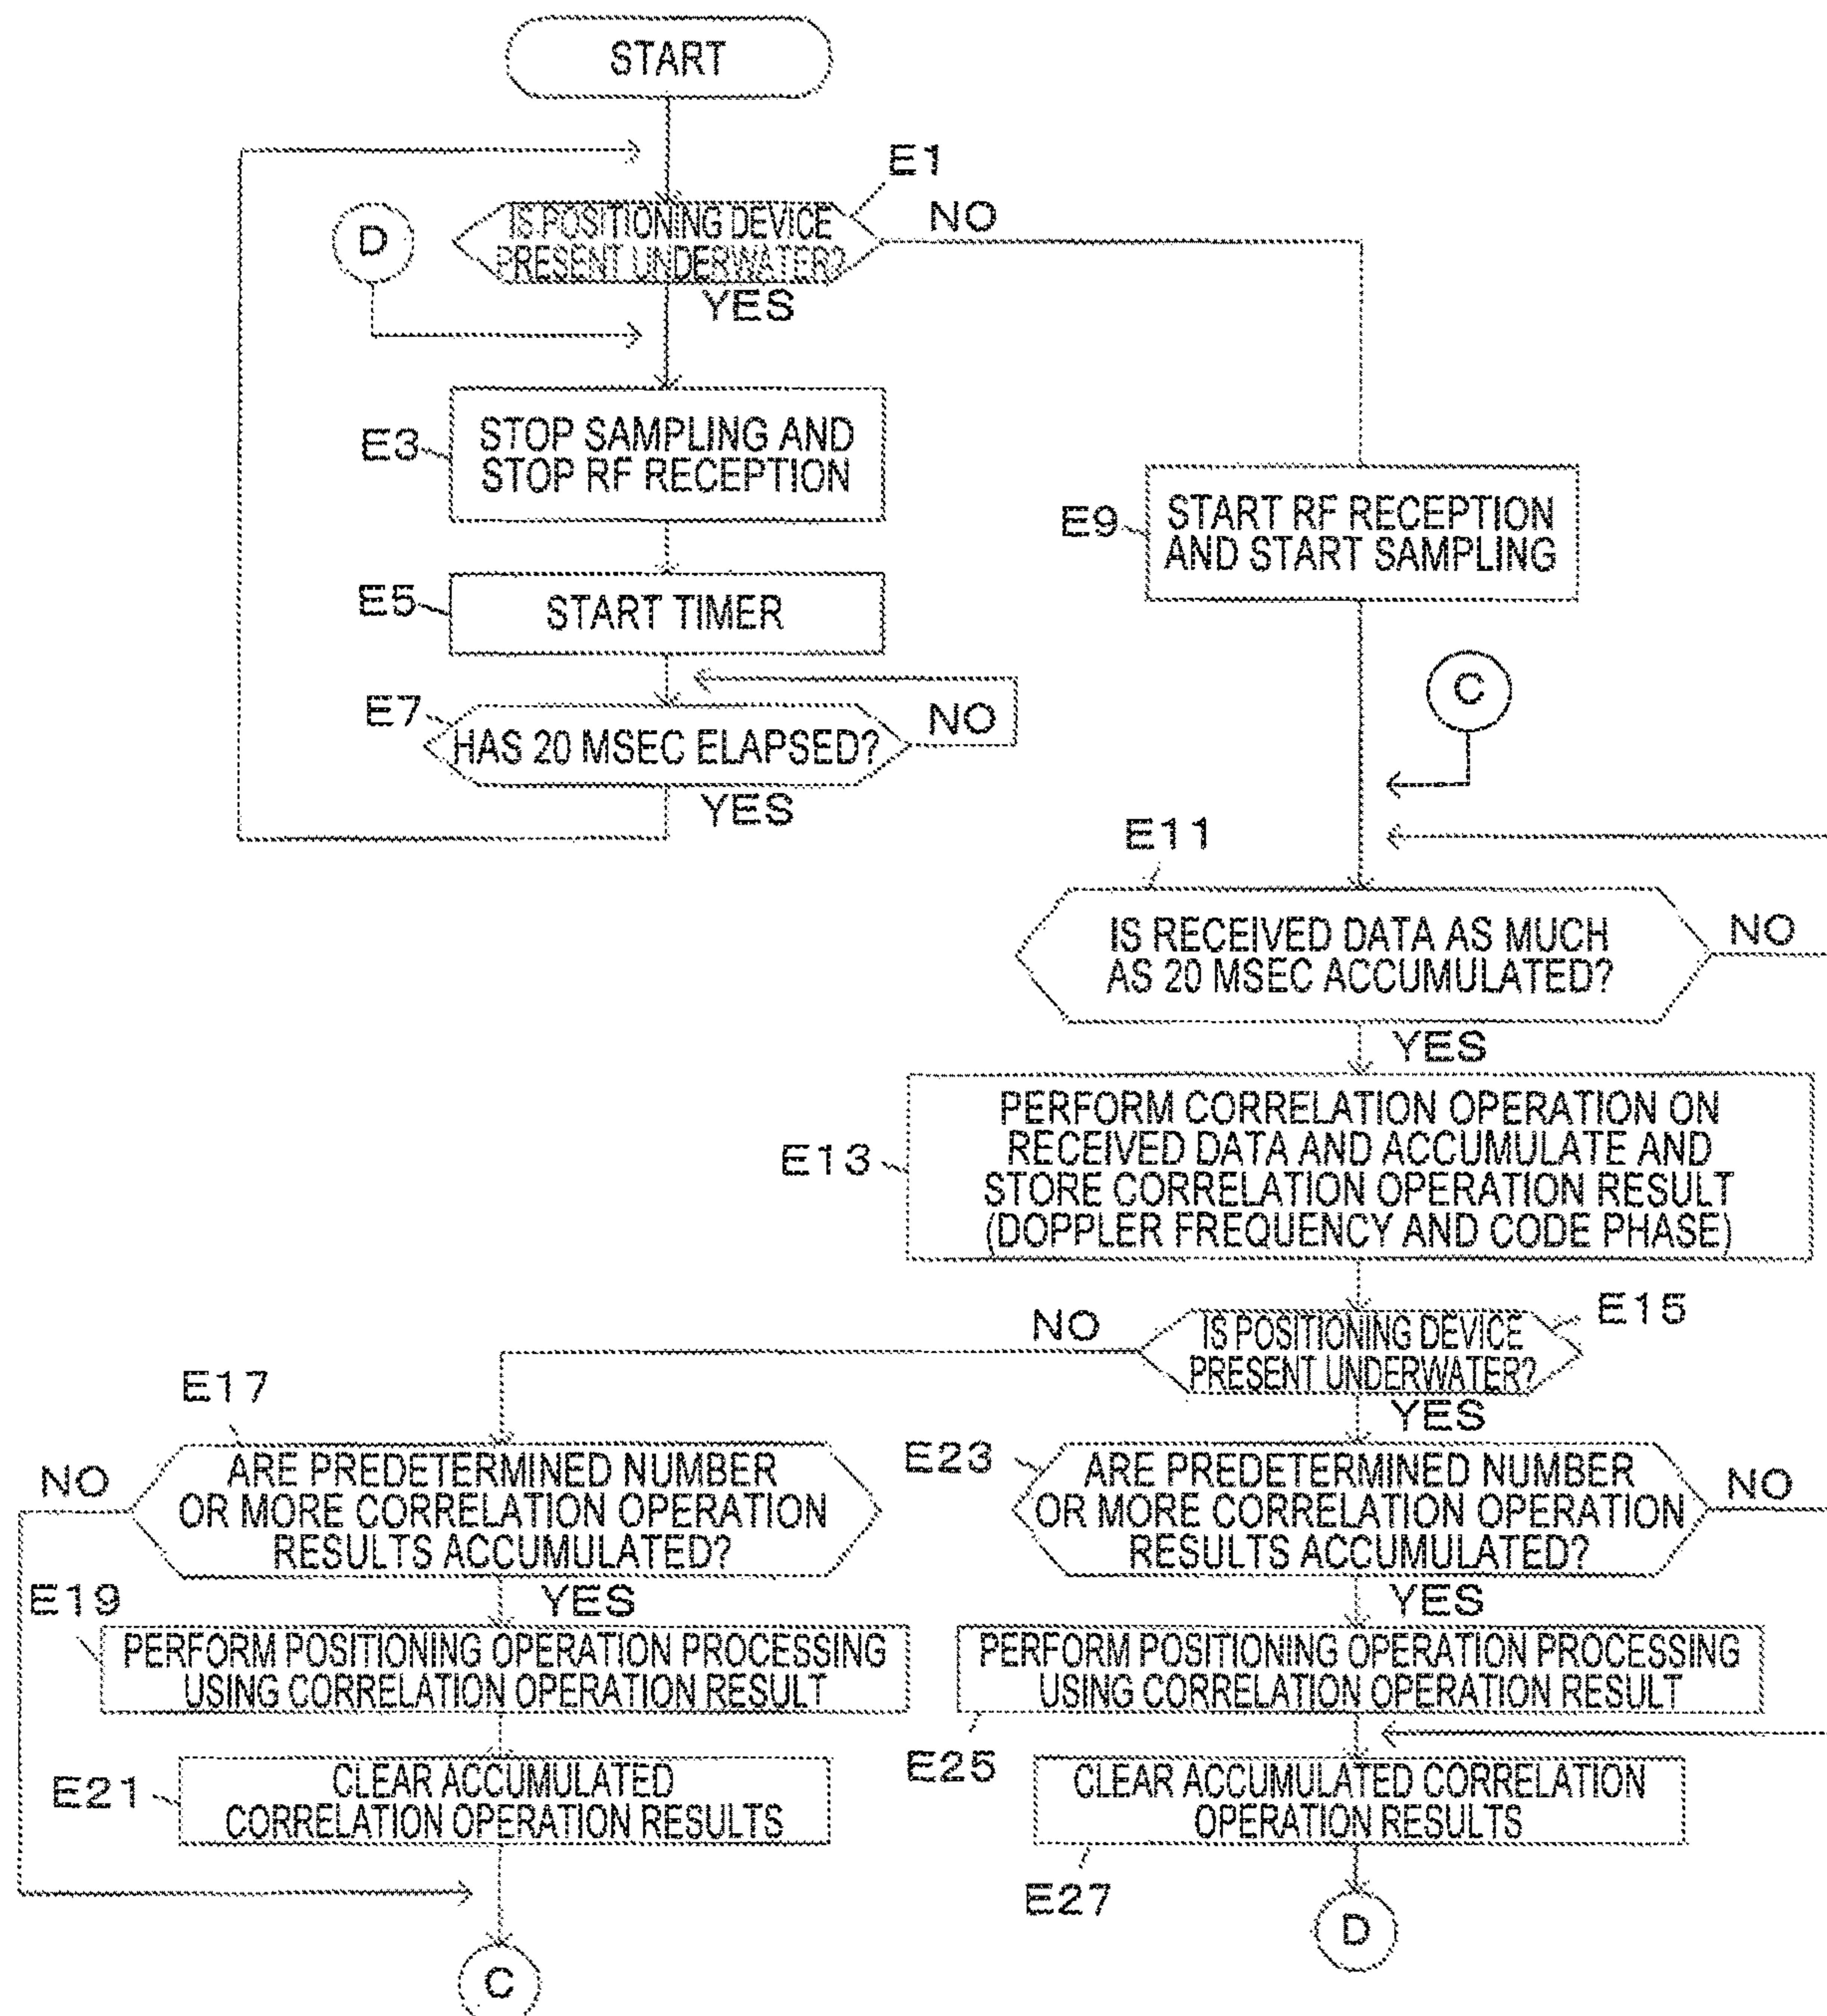 START
E1
IS POSITIONING DEVICE
PRESENT UNDERWATER?
NO
D
YES
E3
STOP SAMPLING AND
STOP RF RECEPTION
E9
START RF RECEPTION
AND START SAMPLING
E5
START TIMER
C
E7
HAS 20 MSEC ELAPSED?
NO
YES
E11
IS RECEIVED DATA AS MUCH
AS 20 MSEC ACCUMULATED?
NO
YES
E13
PERFORM CORRELATION OPERATION ON
RECEIVED DATA AND ACCUMULATE AND
STORE CORRELATION OPERATION RESULT
(DOPPLER FREQUENCY AND CODE PHASE)
E15
IS POSITIONING DEVICE
PRESENT UNDERWATER?
NO
YES
E17
ARE PREDETERMINED NUMBER
OR MORE CORRELATION OPERATION
RESULTS ACCUMULATED?
NO
YES
E23
ARE PREDETERMINED NUMBER
OR MORE CORRELATION OPERATION
RESULTS ACCUMULATED?
NO
YES
E19
PERFORM POSITIONING OPERATION PROCESSING
USING CORRELATION OPERATION RESULT
PERFORM POSITIONING OPERATION PROCESSING
USING CORRELATION OPERATION RESULT
E25
E21
CLEAR ACCUMULATED
CORRELATION OPERATION RESULTS
CLEAR ACCUMULATED CORRELATION
OPERATION RESULTS
E27
C
D